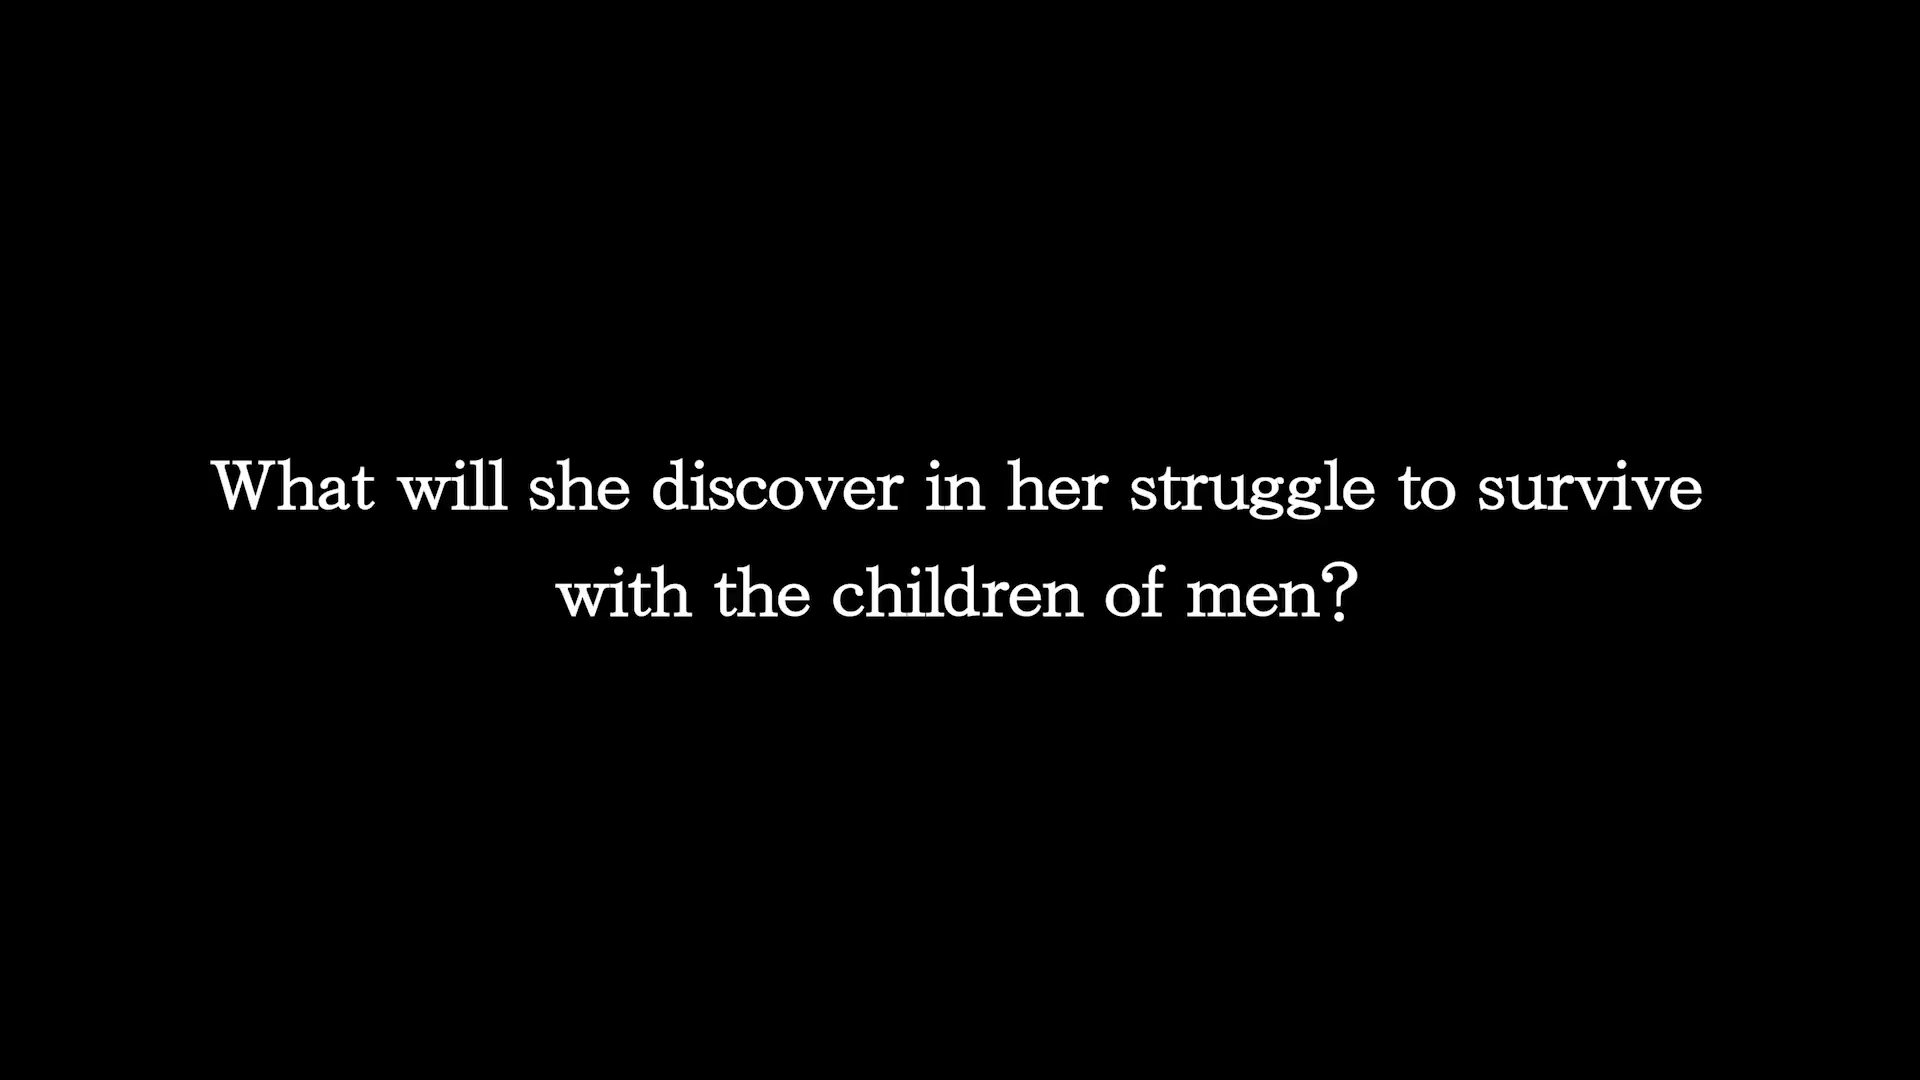 What will she discover in her struggle to survive
with the children of men?